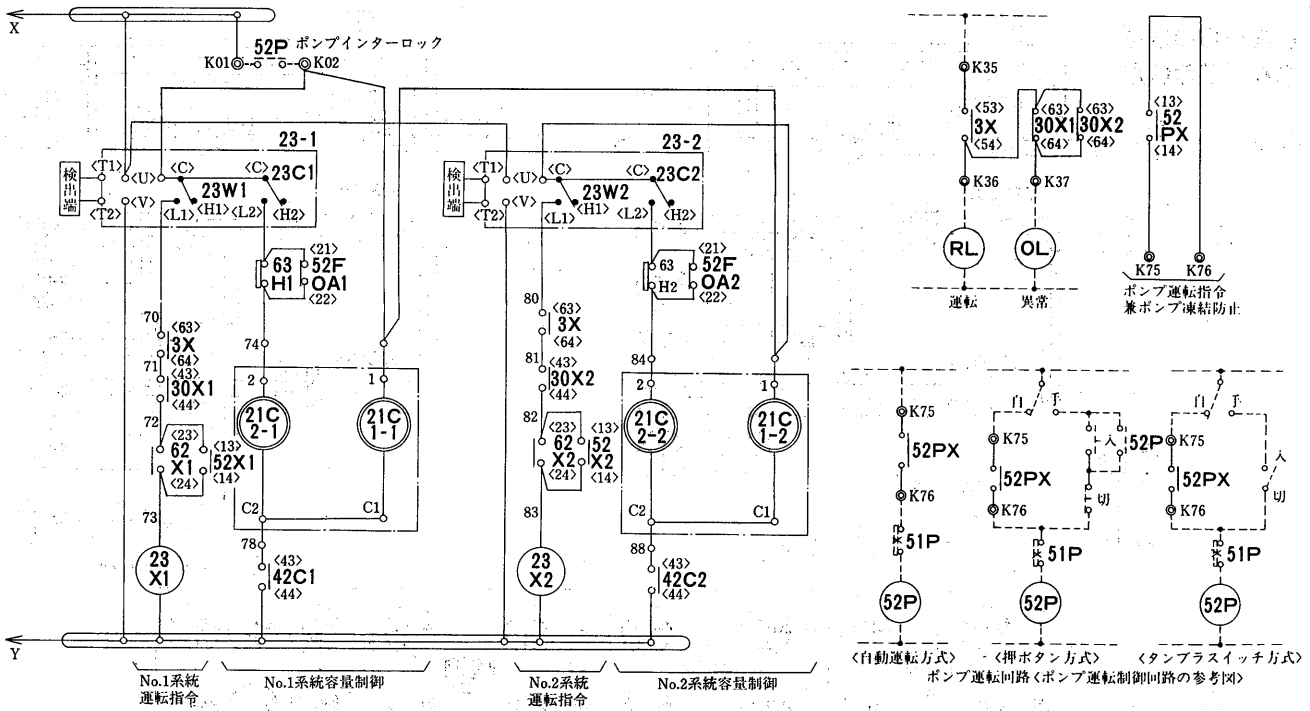 X
52P ポンプインターロック
K01
K02
23-1
23-2
検出端
<T1>
<T2>
<U>
<V>
<C>
<C>
23C1
23W1
<L1>
<H1>
<L2>
<H2>
検出端
<T1>
<T2>
<U>
<V>
<C>
<C>
23C2
23W2
<L1>
<H1>
<L2>
<H2>
63
H1
<21>
52F
OA1
<22>
63
H2
<21>
52F
OA2
<22>
70
<63>
3X
<64>
71
<43>
30X1
<44>
72
<23>
62
X1
<24>
<13>
52X1
<14>
73
23
X1
74
2
1
21C
2-1
21C
1-1
C2
C1
78
<43>
42C1
<44>
80
<63>
3X
<64>
81
<43>
30X2
<44>
82
<23>
62
X2
<24>
<13>
52
X2
<14>
83
23
X2
84
2
1
21C
2-2
21C
1-2
C2
C1
88
<43>
42C2
<44>
Y
No.1系統
運転指令
No.1系統容量制御
No.2系統
運転指令
No.2系統容量制御
K35
<53>
3X
<54>
<63>
30X1
<64>
<63>
30X2
<64>
K36
K37
RL
OL
運転
異常
<13>
52
PX
<14>
K75
K76
ポンプ運転指令
兼ポンプ凍結防止
K75
52PX
K76
51P
52P
<自動運転方式>
自
手
K75
52PX
K76
入
切
52P
51P
52P
<押ボタン方式>
自
手
K75
52PX
K76
入
切
51P
52P
<タンブラスイッチ方式>
ポンプ運転回路<ポンプ運転制御回路の参考図>